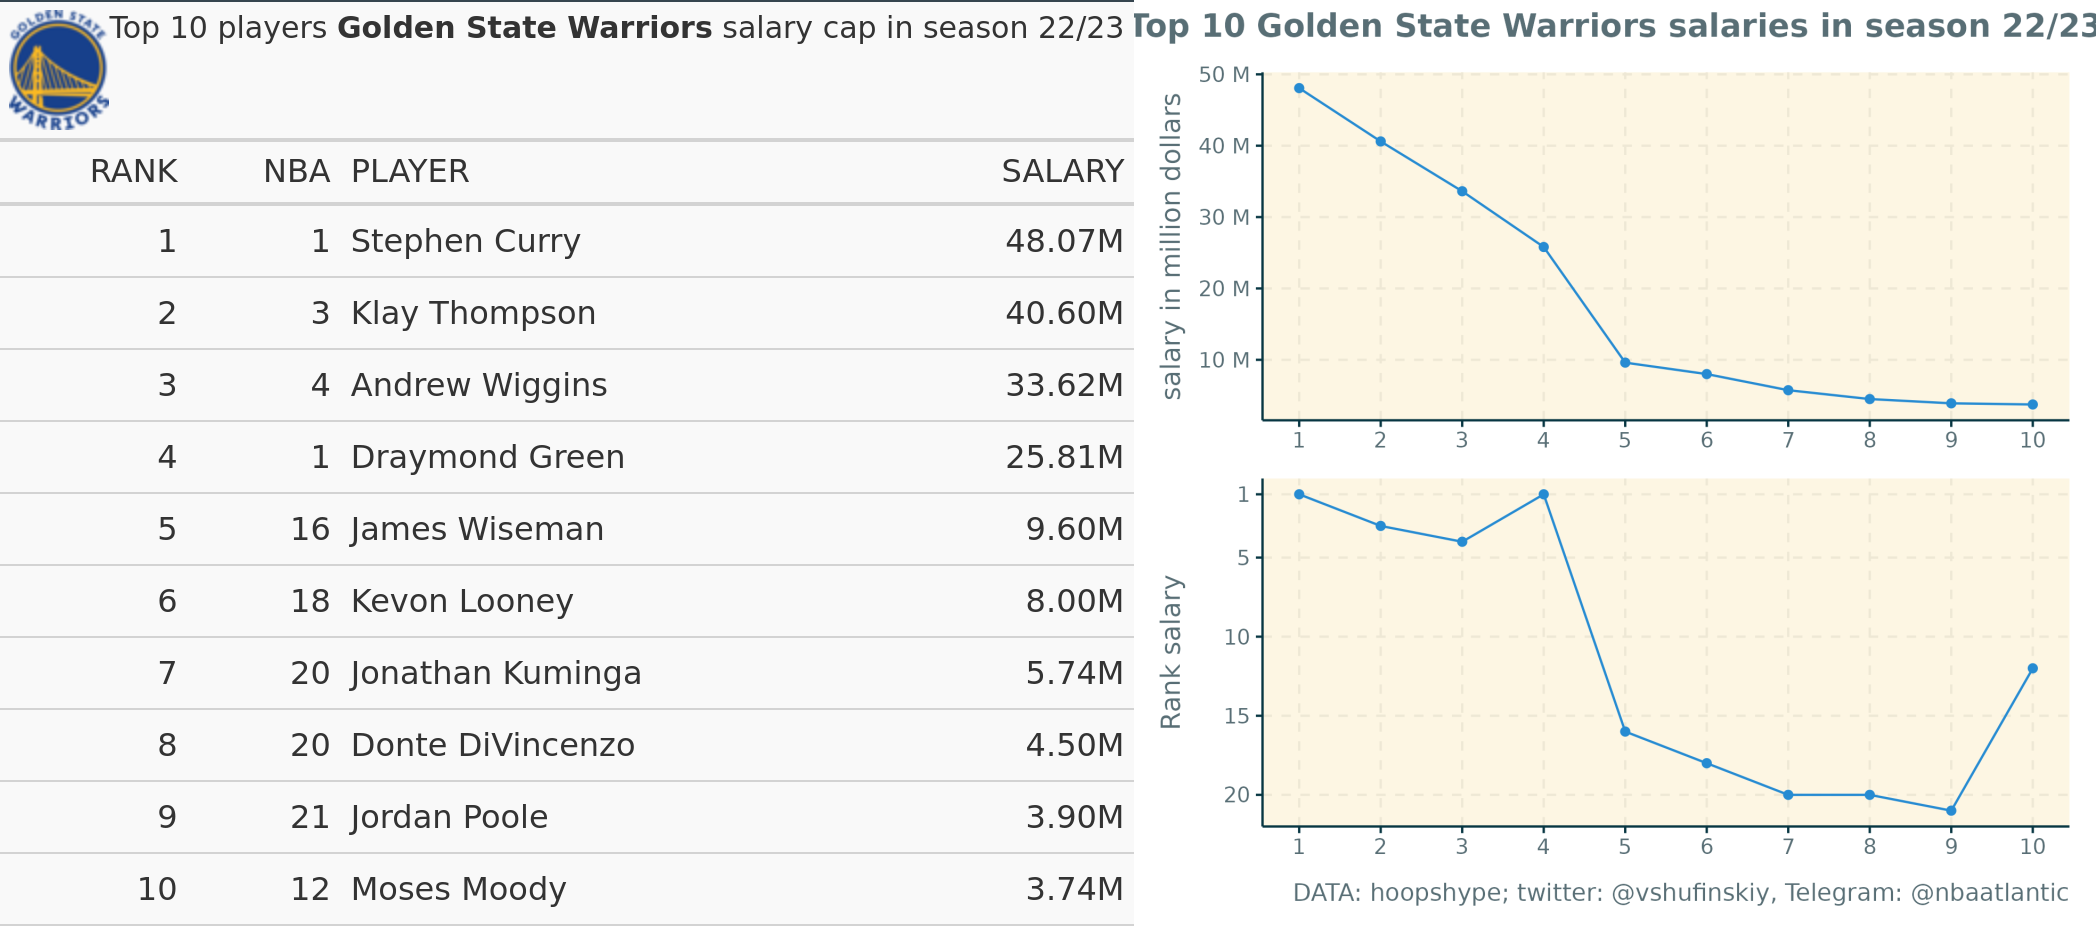 GOLDEN STATE
WARRIORS
Top 10 players Golden State Warriors salary cap in season 22/23
RANK NBA PLAYER SALARY
1 1 Stephen Curry 48.07M
2 3 Klay Thompson 40.60M
3 4 Andrew Wiggins 33.62M
4 1 Draymond Green 25.81M
5 16 James Wiseman 9.60M
6 18 Kevon Looney 8.00M
7 20 Jonathan Kuminga 5.74M
8 20 Donte DiVincenzo 4.50M
9 21 Jordan Poole 3.90M
10 12 Moses Moody 3.74M
Top 10 Golden State Warriors salaries in season 22/23
salary in million dollars
50 M
40 M
30 M
20 M
10 M
1 2 3 4 5 6 7 8 9 10
Rank salary
1
5
10
15
20
1 2 3 4 5 6 7 8 9 10
DATA: hoopshype; twitter: @vshufinskiy, Telegram: @nbaatlantic